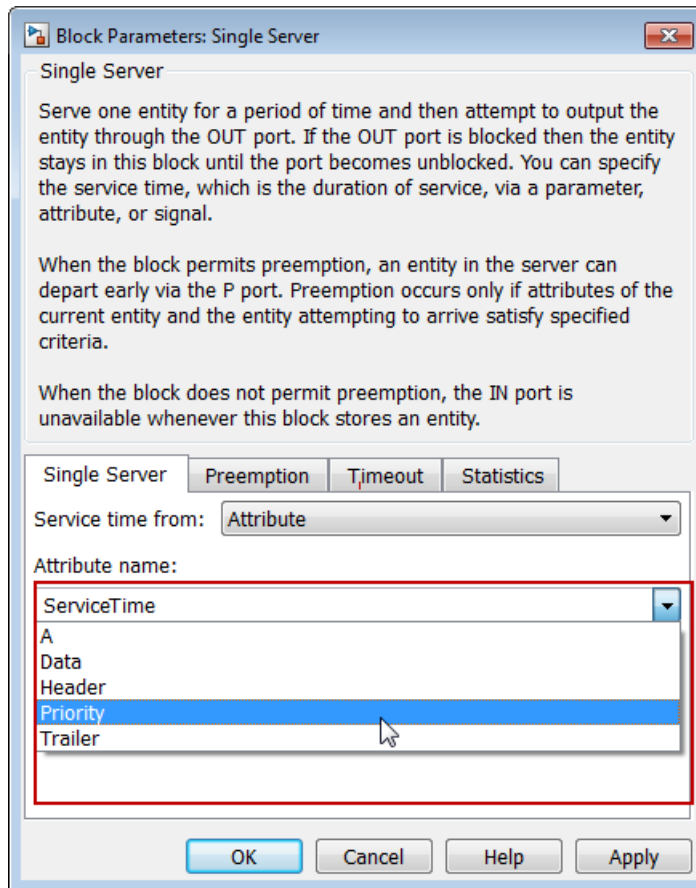 Block Parameters: Single Server
Single Server
Serve one entity for a period of time and then attempt to output the
entity through the OUT port. If the OUT port is blocked then the entity
stays in this block until the port becomes unblocked. You can specify
the service time, which is the duration of service, via a parameter,
attribute, or signal.
When the block permits preemption, an entity in the server can
depart early via the P port. Preemption occurs only if attributes of the
current entity and the entity attempting to arrive satisfy specified
criteria.
When the block does not permit preemption, the IN port is
unavailable whenever this block stores an entity.
Single Server Preemption Timeout Statistics
Service time from: Attribute
Attribute name:
ServiceTime
A
Data
Header
Priority
Trailer
OK Cancel Help Apply